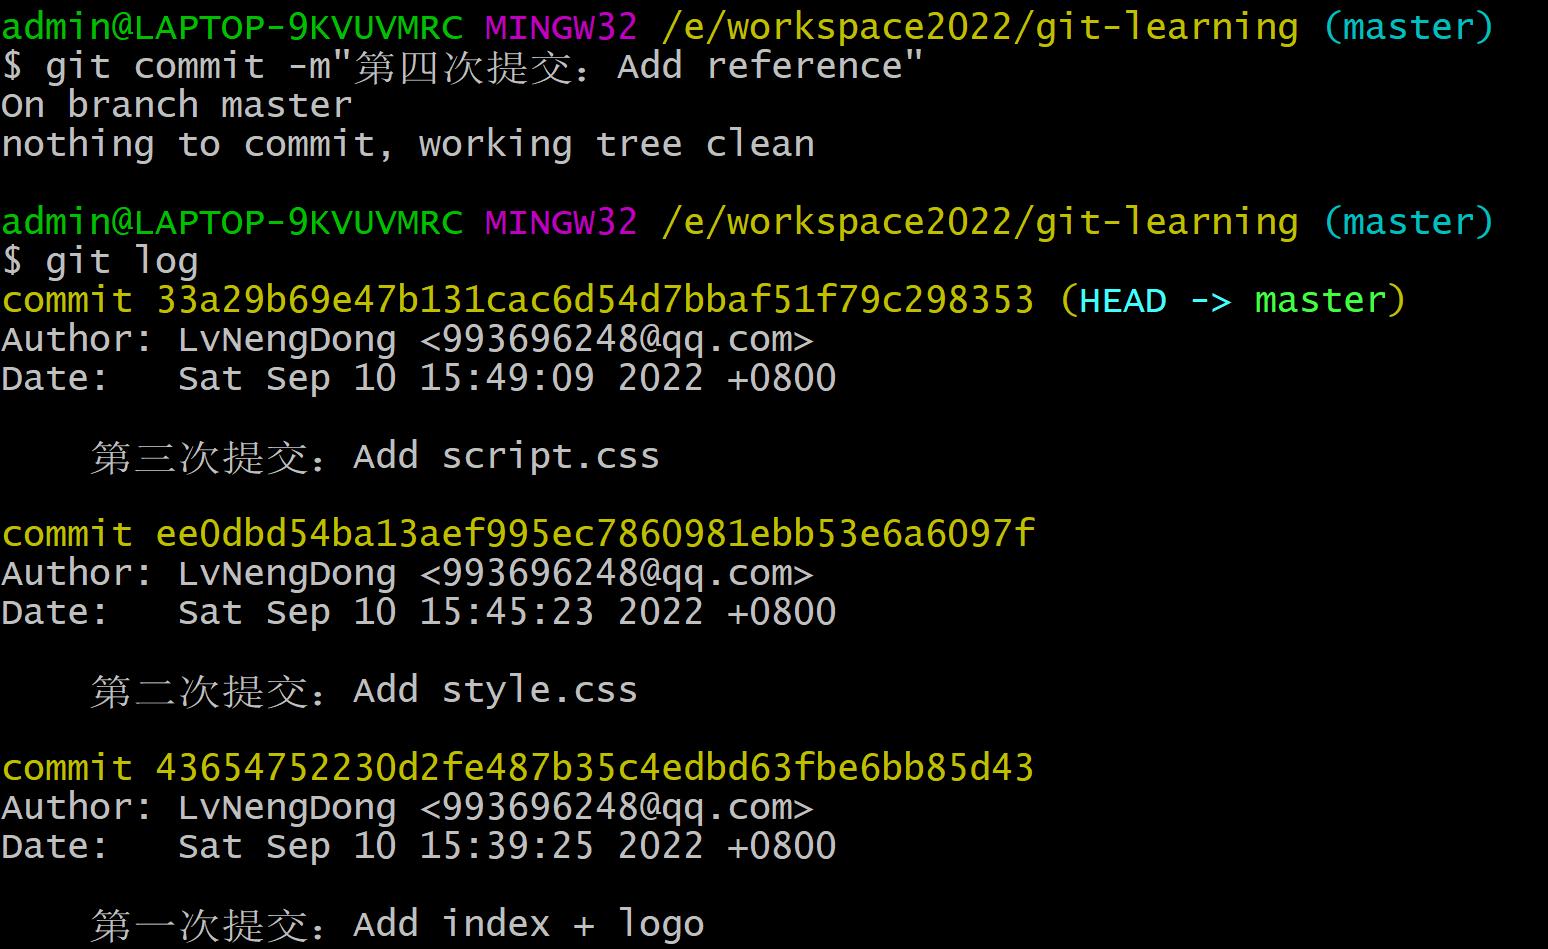 admin@LAPTOP-9KVUVMRC MINGW32 /e/workspace2022/git-learning (master)
$ git commit -m"第四次提交：Add reference"
On branch master
nothing to commit, working tree clean
admin@LAPTOP-9KVUVMRC MINGW32 /e/workspace2022/git-learning (master)
$ git log
commit 33a29b69e47b131cac6d54d7bbaf51f79c298353 (HEAD -> master)
Author: LvNengDong <993696248@qq.com>
Date:   Sat Sep 10 15:49:09 2022 +0800
第三次提交：Add script.css
commit ee0dbd54ba13aef995ec7860981ebb53e6a6097f
Author: LvNengDong <993696248@qq.com>
Date:   Sat Sep 10 15:45:23 2022 +0800
第二次提交：Add style.css
commit 43654752230d2fe487b35c4edbd63fbe6bb85d43
Author: LvNengDong <993696248@qq.com>
Date:   Sat Sep 10 15:39:25 2022 +0800
第一次提交：Add index + logo